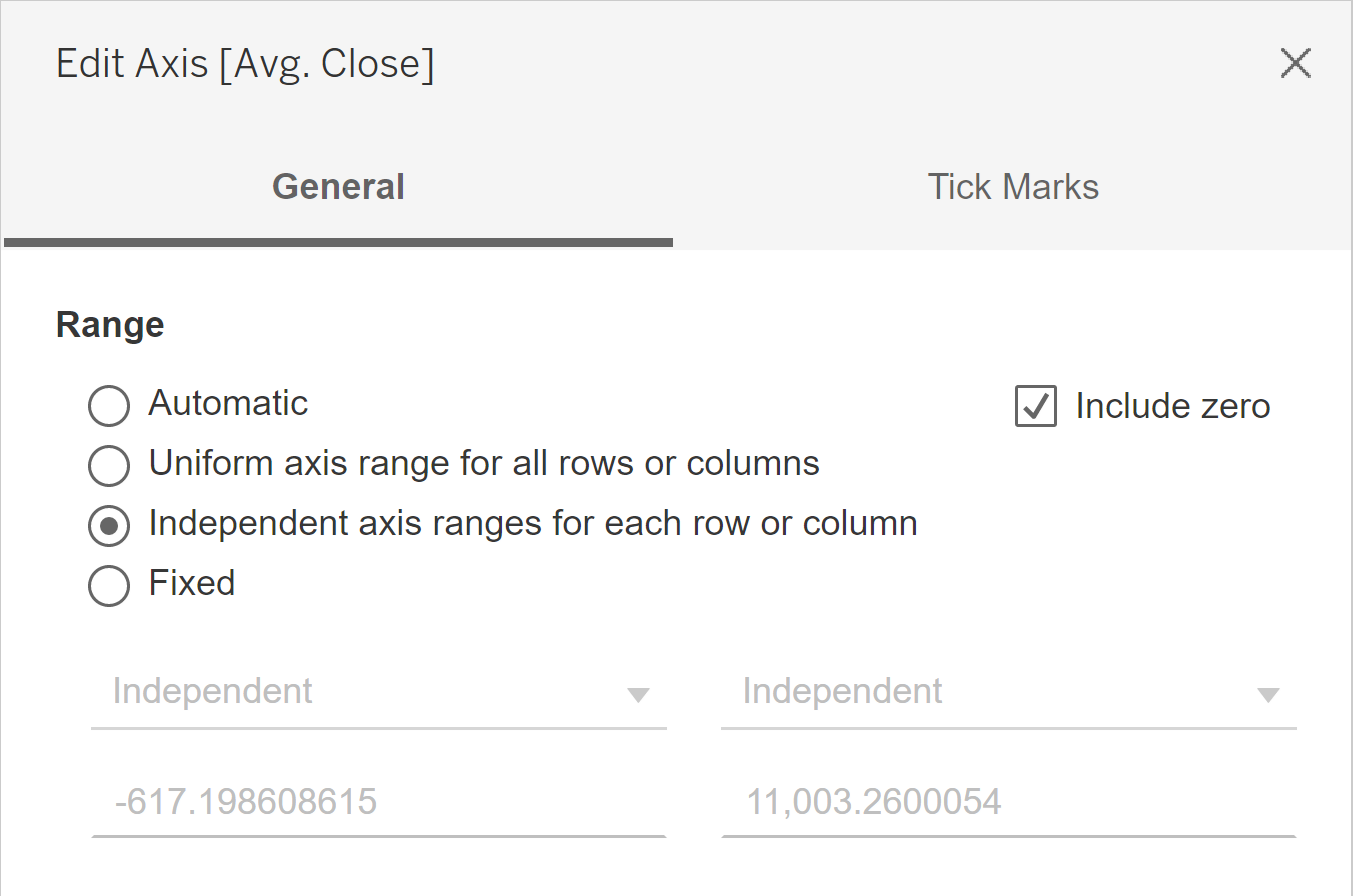 Edit Axis [Avg. Close]
General Tick Marks
Range
Automatic Include zero
Uniform axis range for all rows or columns
Independent axis ranges for each row or column
Fixed
Independent Independent
-617.198608615 11,003.2600054